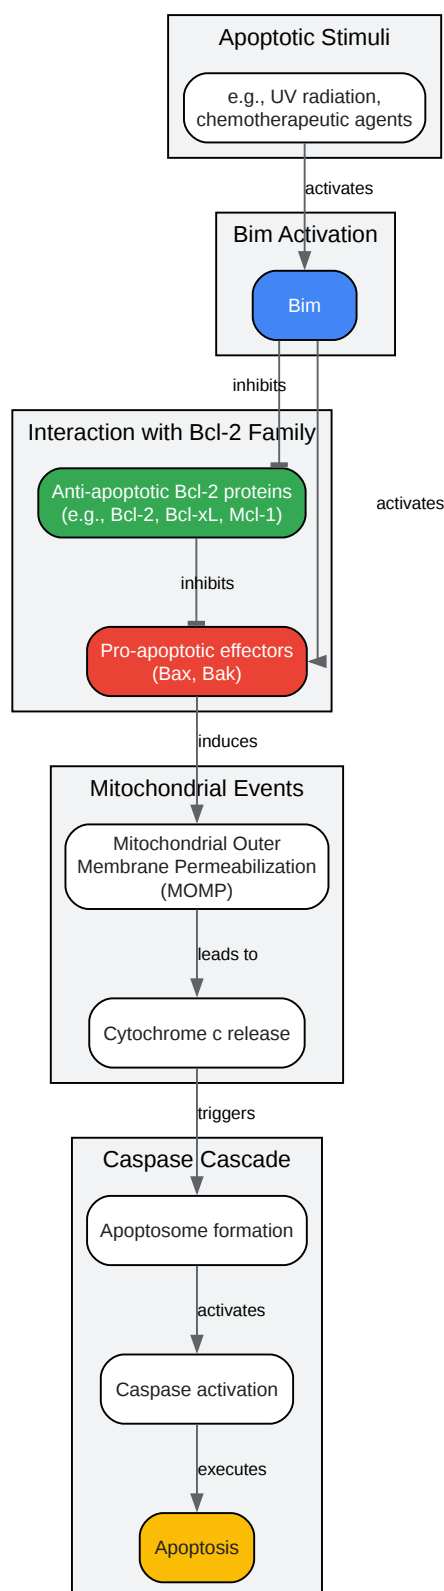 Apoptotic Stimuli
e.g., UV radiation,
chemotherapeutic agents
activates
Bim Activation
Bim
inhibits
Interaction with Bcl-2 Family
Anti-apoptotic Bcl-2 proteins
(e.g., Bcl-2, Bcl-xL, Mcl-1)
activates
inhibits
Pro-apoptotic effectors
(Bax, Bak)
induces
Mitochondrial Events
Mitochondrial Outer
Membrane Permeabilization
(MOMP)
leads to
Cytochrome c release
triggers
Caspase Cascade
Apoptosome formation
activates
Caspase activation
executes
Apoptosis